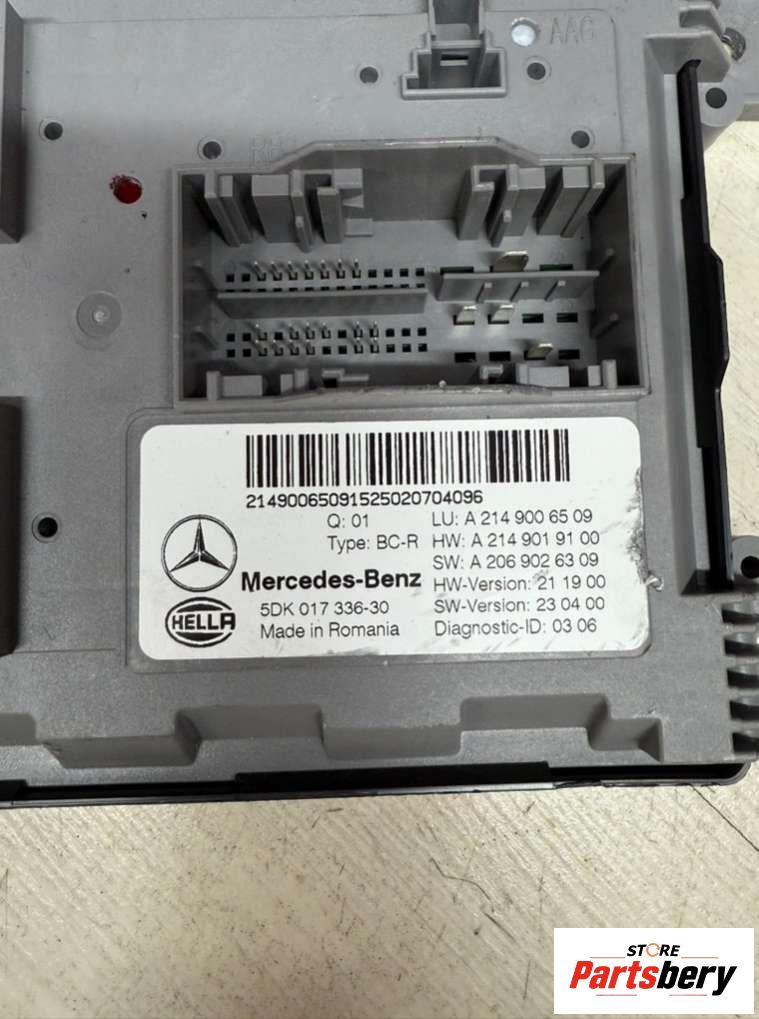 AAG
21490065091525020704096
Q: 01
Type: BC-R
LU: A 214 900 65 09
HW: A 214 901 91 00
SW: A 206 902 63 09
HW-Version: 21 19 00
SW-Version: 23 04 00
Diagnostic-ID: 03 06
Mercedes-Benz
HELLA
5DK 017 336-30
Made in Romania
STORE
Partsbery